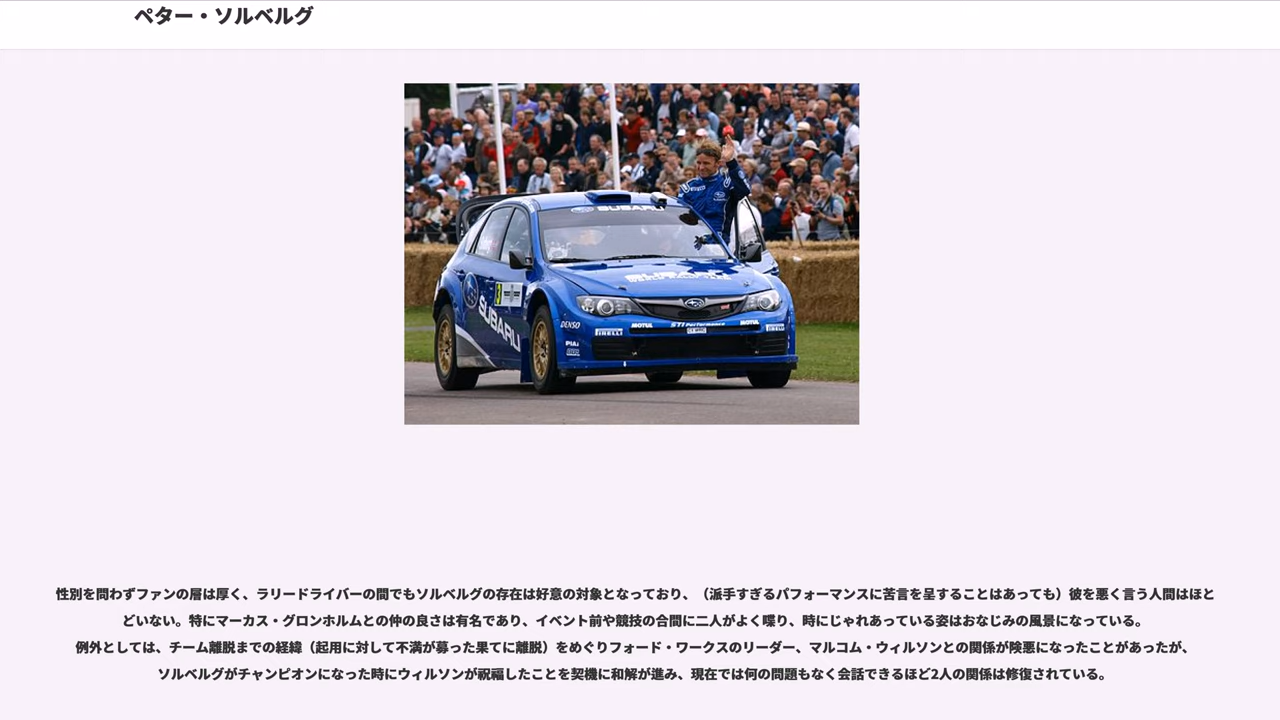 ペター・ソルベルグ
SUBARU
SUBARU
3
SUBARU
DENSO
PIAA
PIRELLI
MOTUL
STI Performance
MOTUL
PIRELLI
性別を問わずファンの層は厚く、ラリードライバーの間でもソルベルグの存在は好意の対象となっており、（派手すぎるパフォーマンスに苦言を呈することはあっても）彼を悪く言う人間はほと
どいない。特にマーカス・グロンホルムとの仲の良さは有名であり、イベント前や競技の合間に二人がよく喋り、時にじゃれあっている姿はおなじみの風景になっている。
例外としては、チーム離脱までの経緯（起用に対して不満が募った果てに離脱）をめぐりフォード・ワークスのリーダー、マルコム・ウィルソンとの関係が険悪になったことがあったが、
ソルベルグがチャンピオンになった時にウィルソンが祝福したことを契機に和解が進み、現在では何の問題もなく会話できるほど2人の関係は修復されている。